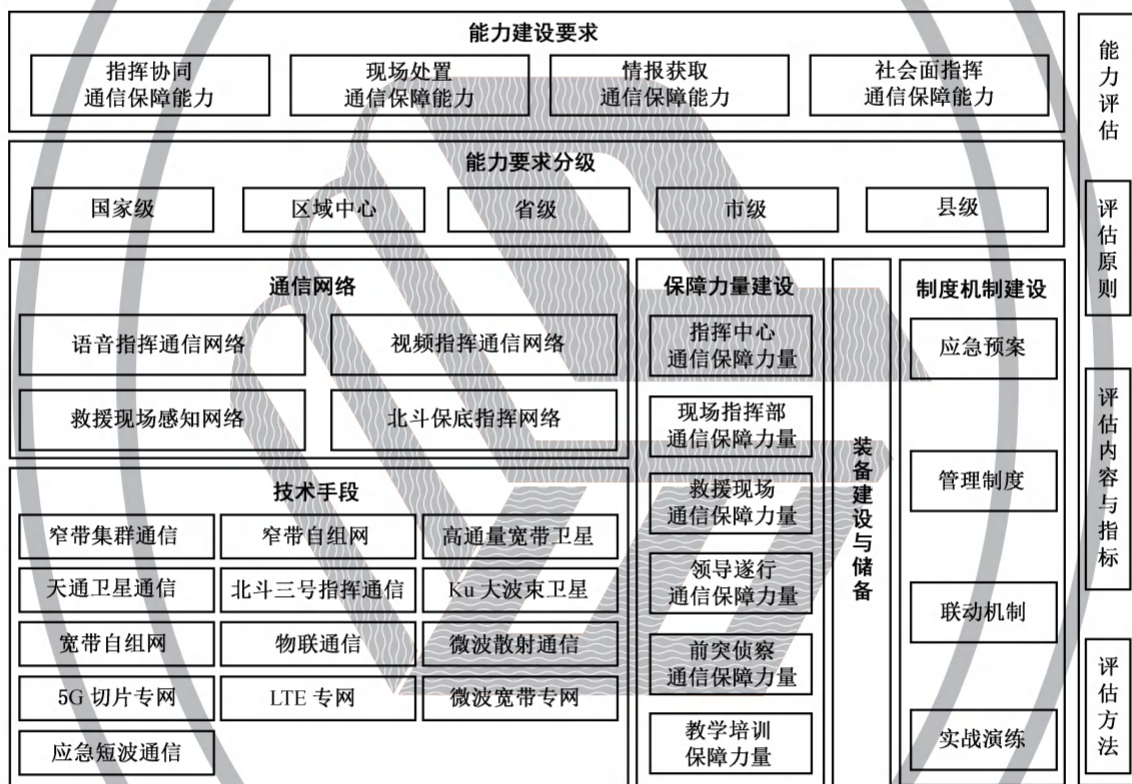 能力建设要求
指挥协同
通信保障能力
现场处置
通信保障能力
情报获取
通信保障能力
社会面指挥
通信保障能力
能力要求分级
国家级
区域中心
省级
市级
县级
通信网络
语音指挥通信网络
视频指挥通信网络
救援现场感知网络
北斗保底指挥网络
技术手段
窄带集群通信
窄带自组网
高通量宽带卫星
天通卫星通信
北斗三号指挥通信
Ku 大波束卫星
宽带自组网
物联通信
微波散射通信
5G 切片专网
LTE 专网
微波宽带专网
应急短波通信
保障力量建设
指挥中心
通信保障力量
现场指挥部
通信保障力量
救援现场
通信保障力量
领导遂行
通信保障力量
前突侦察
通信保障力量
教学培训
保障力量
装备建设与储备
制度机制建设
应急预案
管理制度
联动机制
实战演练
能力评估
评估原则
评估内容与指标
评估方法